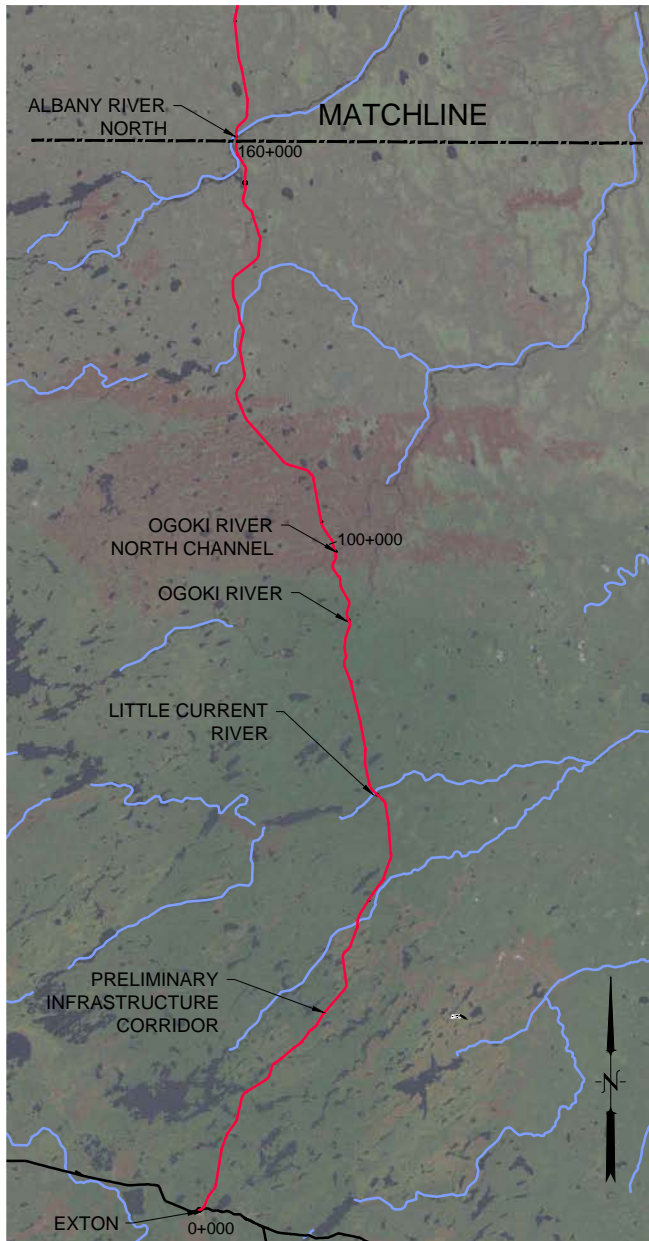 ALBANY RIVER
NORTH
MATCHLINE
160+000
OGOKI RIVER
NORTH CHANNEL
100+000
OGOKI RIVER
LITTLE CURRENT
RIVER
PRELIMINARY
INFRASTRUCTURE
CORRIDOR
N
EXTON
0+000